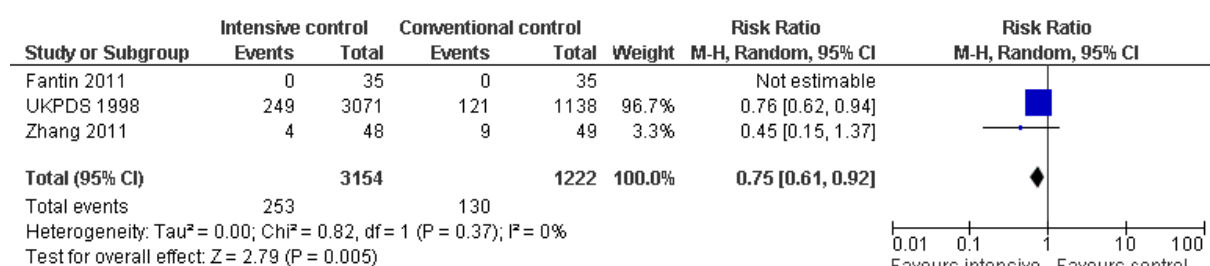 Intensive control Conventional control Risk Ratio Risk Ratio
Study or Subgroup Events Total Events Total Weight M-H, Random, 95% CI M-H, Random, 95% CI
Fantin 2011 0 35 0 35 Not estimable
UKPDS 1998 249 3071 121 1138 96.7% 0.76 [0.62, 0.94]
Zhang 2011 4 48 9 49 3.3% 0.45 [0.15, 1.37]
Total (95% CI) 3154 1222 100.0% 0.75 [0.61, 0.92]
Total events 253 130
Heterogeneity: Tau² = 0.00; Chi² = 0.82, df = 1 (P = 0.37); I² = 0%
Test for overall effect: Z = 2.79 (P = 0.005)
0.01 0.1 1 10 100
Favours intensive Favours control